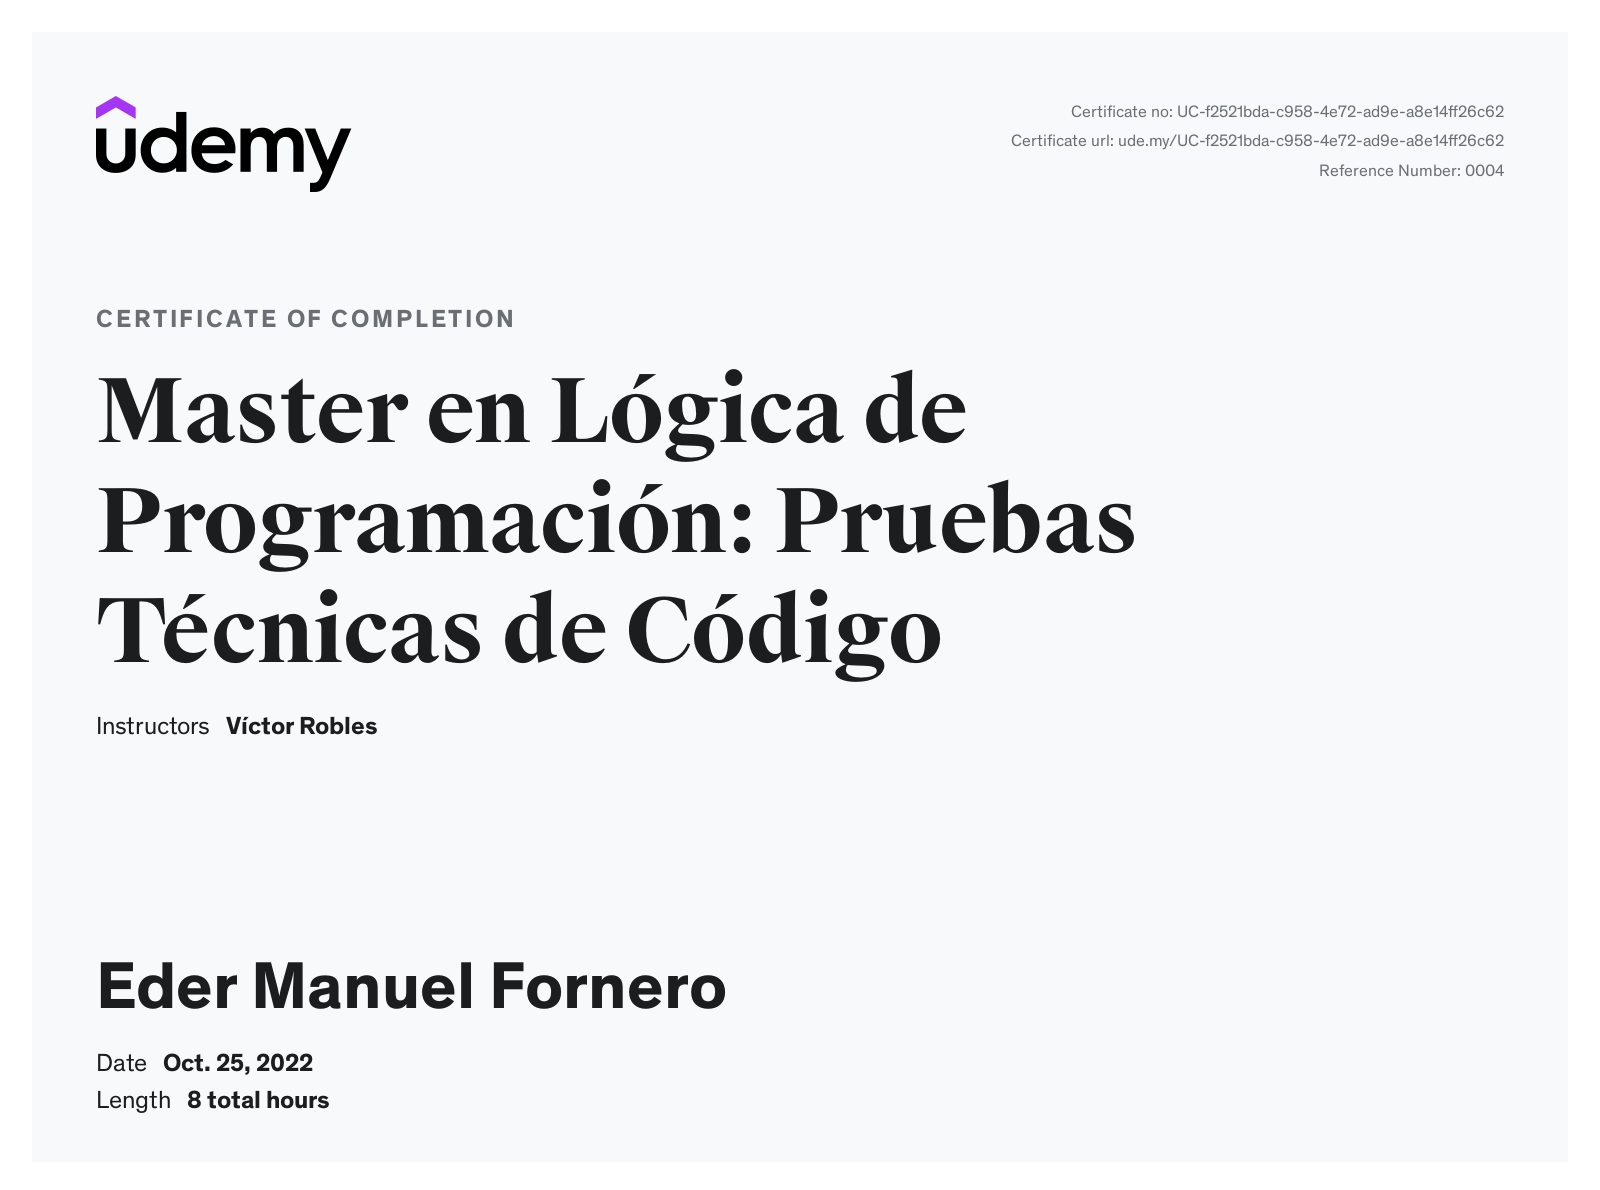 udemy
Certificate no: UC-f2521bda-c958-4e72-ad9e-a8e14ff26c62
Certificate url: ude.my/UC-f2521bda-c958-4e72-ad9e-a8e14ff26c62
Reference Number: 0004
CERTIFICATE OF COMPLETION
Master en Lógica de
Programación: Pruebas
Técnicas de Código
Instructors Víctor Robles
Eder Manuel Fornero
Date Oct. 25, 2022
Length 8 total hours